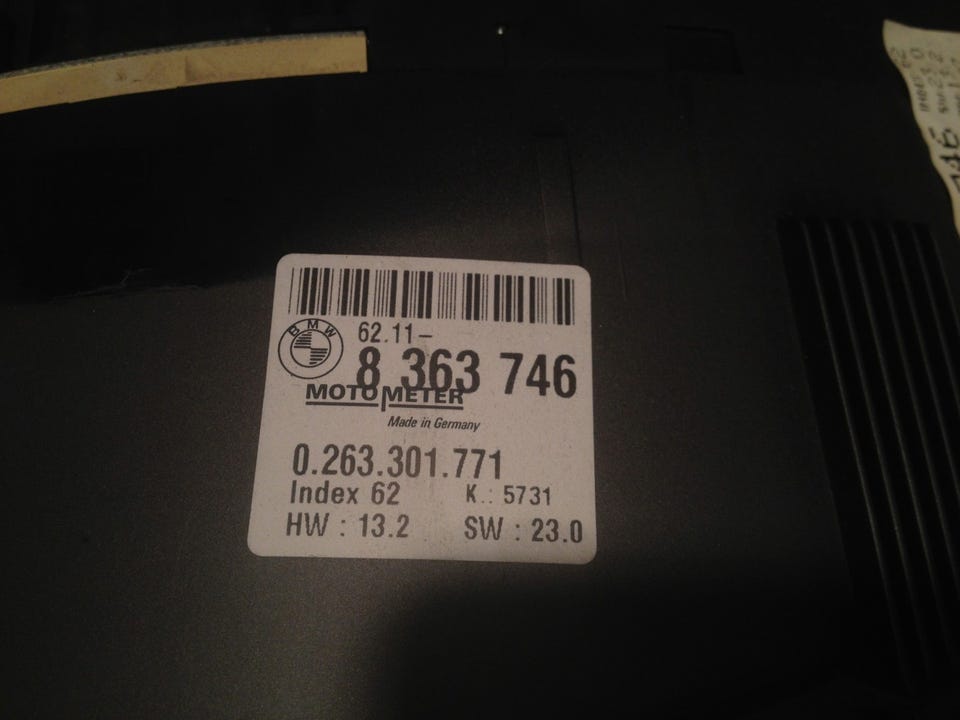 BMW
62.11-
8 363 746
MOTOMETER
Made in Germany
0.263.301.771
Index 62 K.: 5731
HW : 13.2 SW : 23.0
746